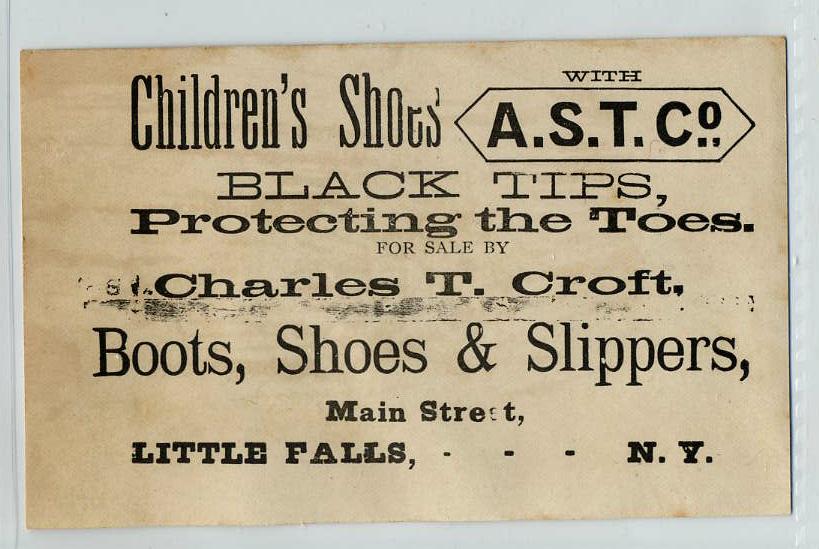 Children's Shoes
WITH
A.S.T. Co.,
BLACK TIPS,
Protecting the Toes.
FOR SALE BY
Charles T. Croft,
Boots, Shoes & Slippers,
Main Street,
LITTLE FALLS, - - - N. Y.